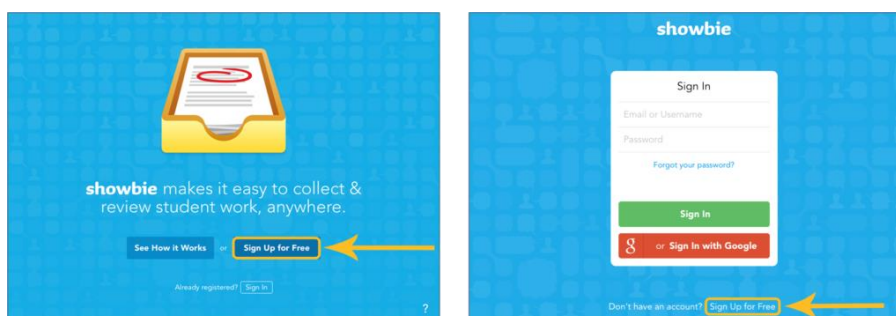 showbie makes it easy to collect &
review student work, anywhere.
See How it Works or Sign Up for Free
Already registered? Sign In
?
showbie
Sign In
Email or Username
Password
Forgot your password?
Sign In
8 or Sign In with Google
Don't have an account? Sign Up for Free